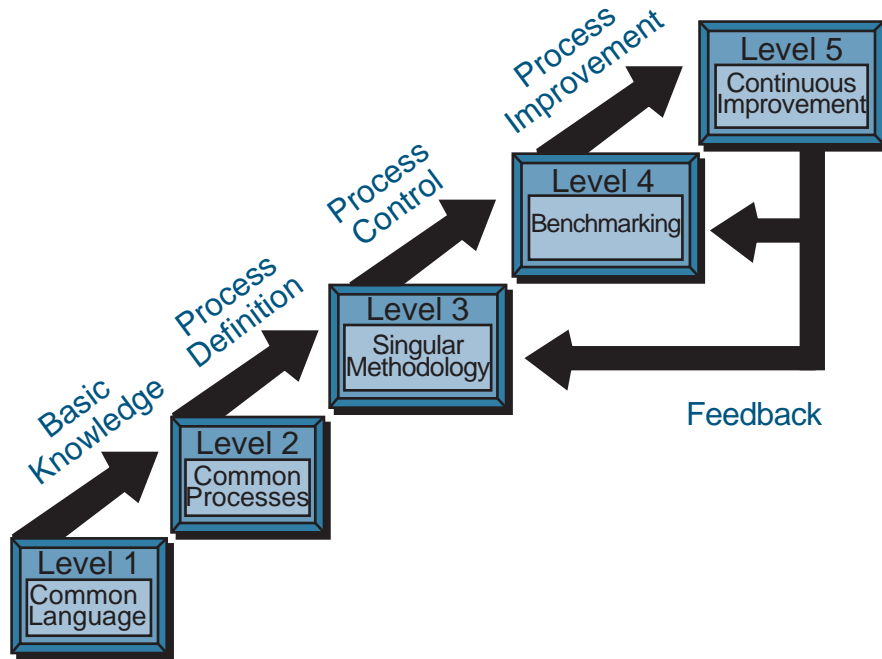 Level 5
Continuous
Improvement
Process
Improvement
Level 4
Benchmarking
Process
Control
Level 3
Singular
Methodology
Process
Definition
Feedback
Level 2
Common
Processes
Basic
Knowledge
Level 1
Common
Language